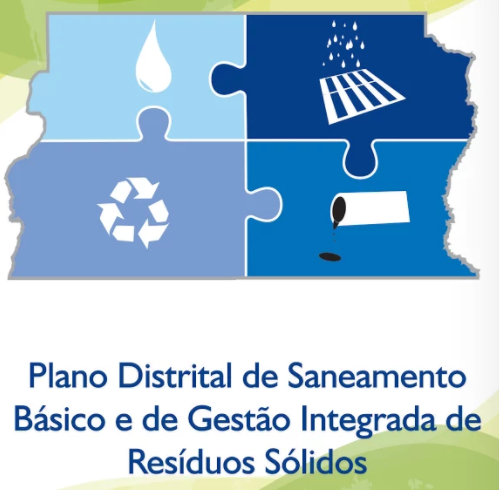 Plano Distrital de Saneamento
Básico e de Gestão Integrada de
Resíduos Sólidos